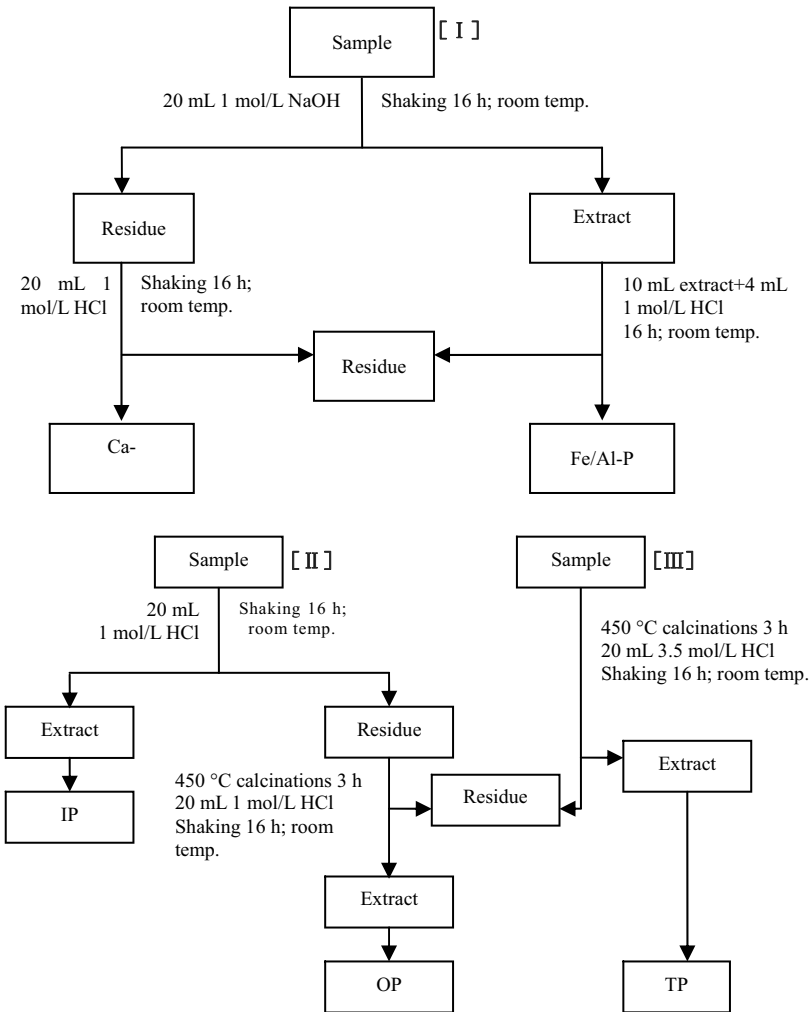 Sample
[ I ]
20 mL 1 mol/L NaOH
Shaking 16 h; room temp.
Residue
Extract
20 mL 1
mol/L HCl
Shaking 16 h;
room temp.
10 mL extract+4 mL
1 mol/L HCl
16 h; room temp.
Residue
Ca-
Fe/Al-P
Sample
[ II ]
20 mL
1 mol/L HCl
Shaking 16 h;
room temp.
Extract
Residue
IP
450 °C calcinations 3 h
20 mL 1 mol/L HCl
Shaking 16 h; room
temp.
Extract
OP
Sample
[III]
450 °C calcinations 3 h
20 mL 3.5 mol/L HCl
Shaking 16 h; room temp.
Residue
Extract
TP